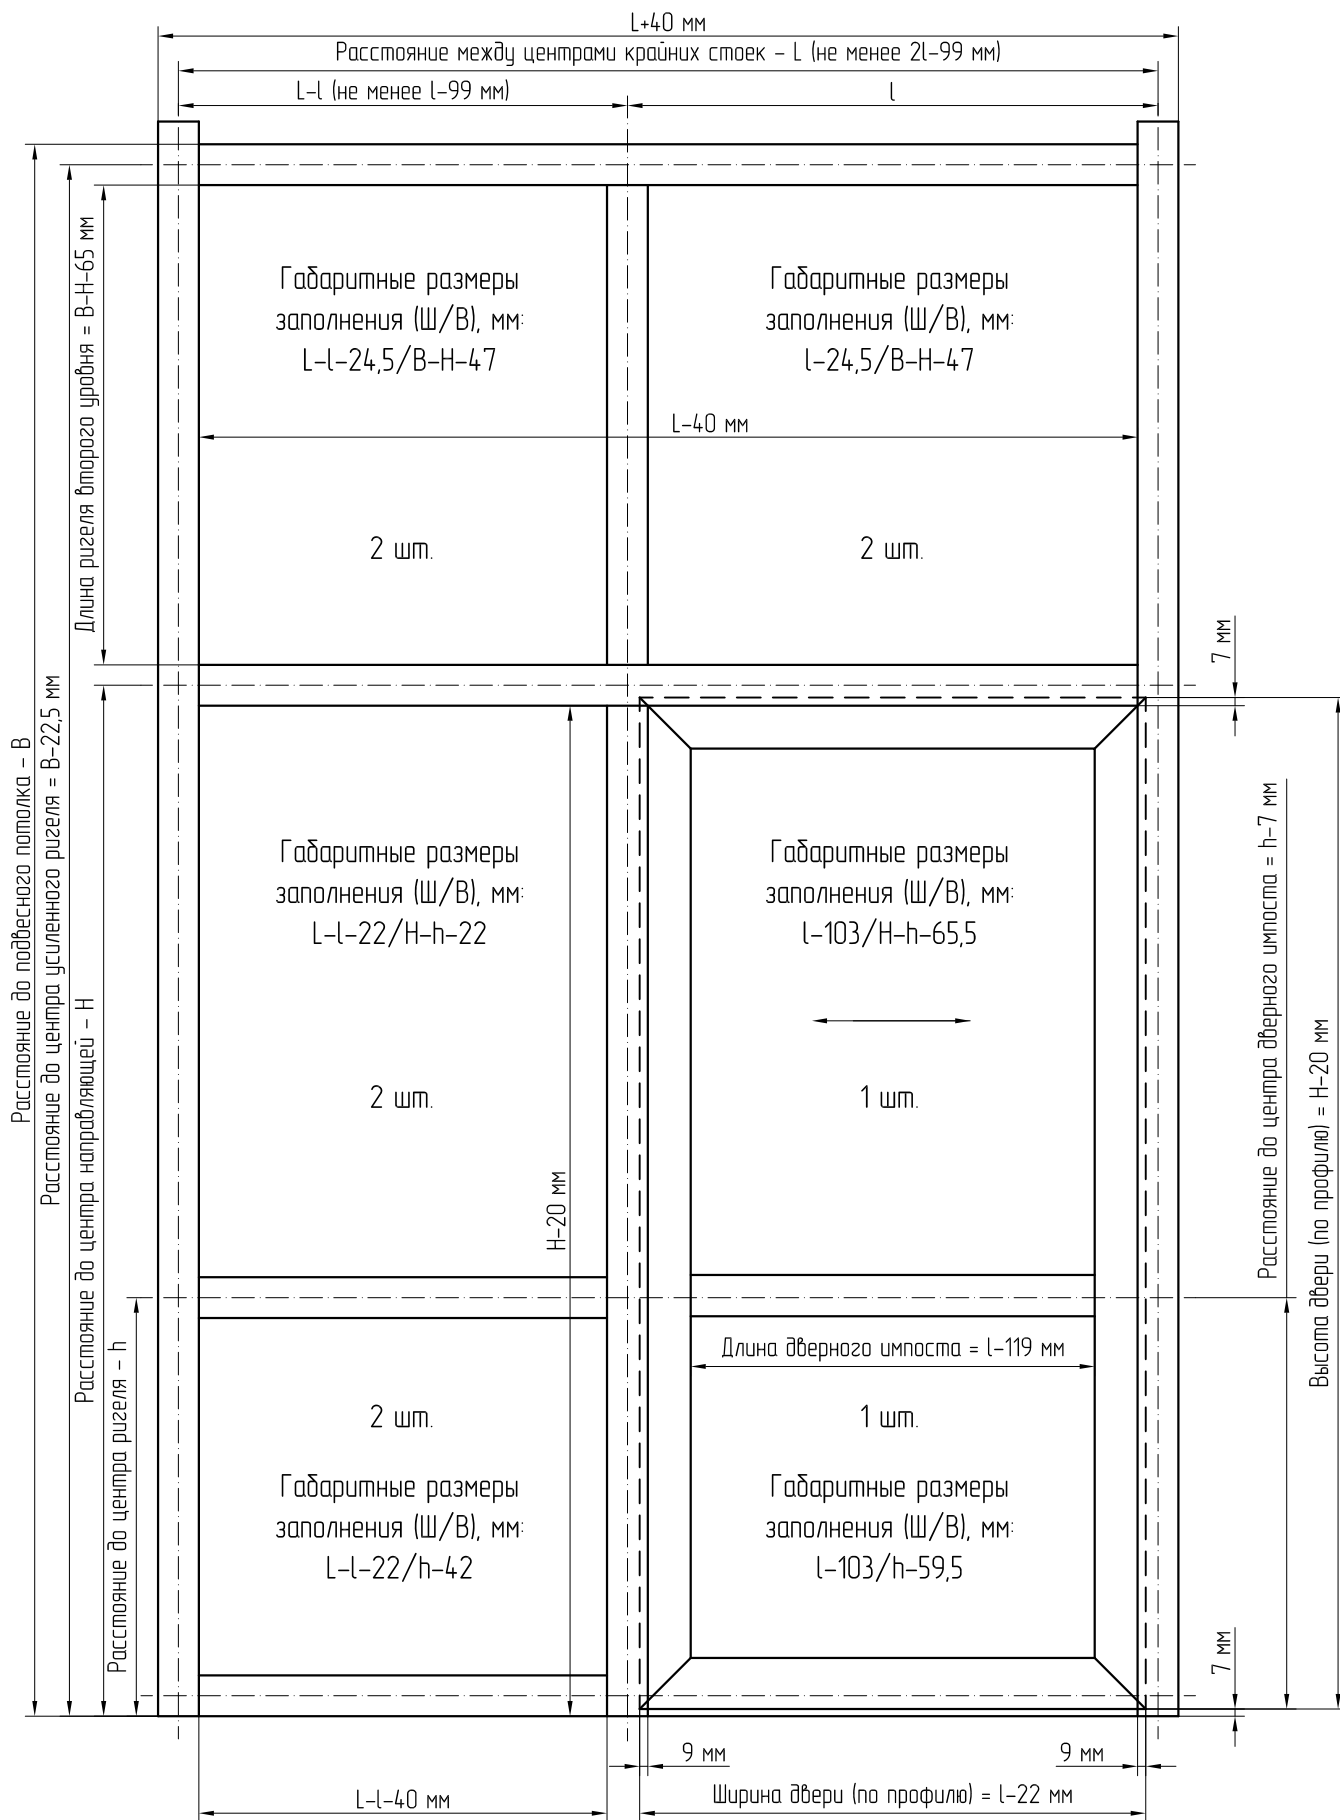 L+40 мм
Расстояние между центрами крайних стоек – L (не менее 2l–99 мм)
L–l (не менее l–99 мм)
l
Расстояние до подвесного потолка – В
Расстояние до центра усиленного ригеля = В–22,5 мм
Расстояние до центра направляющей – Н
Длина ригеля второго уровня = В–Н–65 мм
Расстояние до центра ригеля – h
Габаритные размеры
заполнения (Ш/В), мм:
L–l–24,5/В–Н–47
2 шт.
Габаритные размеры
заполнения (Ш/В), мм:
l–24,5/В–Н–47
2 шт.
L–40 мм
7 мм
Габаритные размеры
заполнения (Ш/В), мм:
L–l–22/Н–h–22
2 шт.
Н–20 мм
Габаритные размеры
заполнения (Ш/В), мм:
l–103/Н–h–65,5
1 шт.
Расстояние до центра дверного импоста = h–7 мм
Высота двери (по профилю) = Н–20 мм
Длина дверного импоста = l–119 мм
2 шт.
Габаритные размеры
заполнения (Ш/В), мм:
L–l–22/h–42
1 шт.
Габаритные размеры
заполнения (Ш/В), мм:
l–103/h–59,5
7 мм
9 мм
9 мм
L–l–40 мм
Ширина двери (по профилю) = l–22 мм